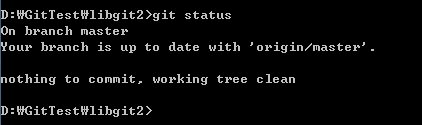 D:₩GitTest₩libgit2>git status
On branch master
Your branch is up to date with 'origin/master'.
nothing to commit, working tree clean
D:₩GitTest₩libgit2>